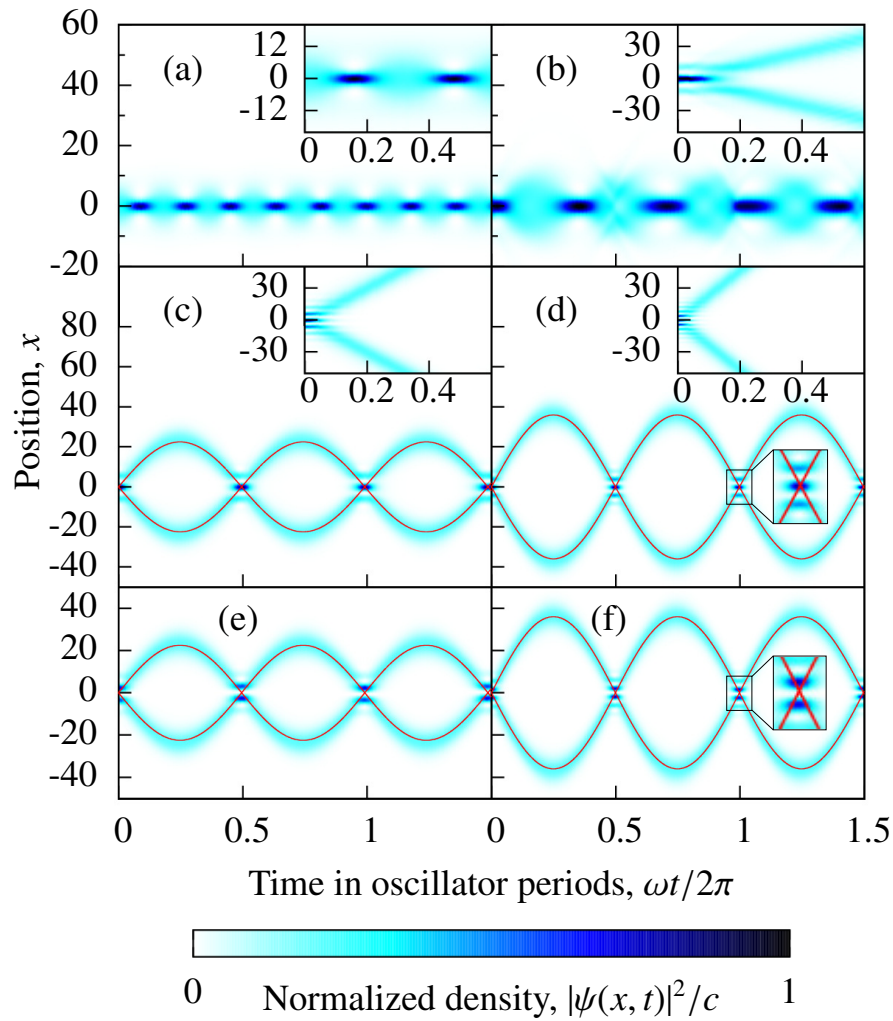 60
40
20
0
-20
(a)
12
0
-12
0 0.2 0.4
(b)
30
0
-30
0 0.2 0.4
80
60
40
20
0
-20
-40
(c)
30
0
-30
0 0.2 0.4
(d)
30
0
-30
0 0.2 0.4
40
20
0
-20
-40
(e)
(f)
Position, x
0 0.5 1 0 0.5 1 1.5
Time in oscillator periods, ωt/2π
0 1
Normalized density, |ψ(x, t)|²/c